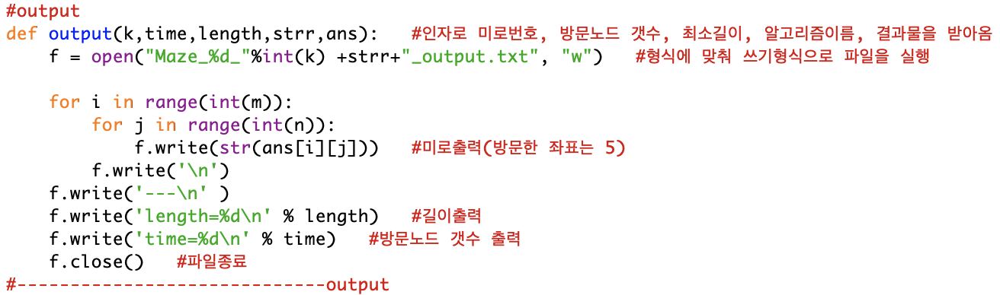 #output
def output(k,time,length,strr,ans):   #인자로 미로번호, 방문노드 갯수, 최소길이, 알고리즘이름, 결과물을 받아옴
    f = open("Maze_%d_"%int(k) +strr+"_output.txt", "w")   #형식에 맞춰 쓰기형식으로 파일을 실행
    for i in range(int(m)):
        for j in range(int(n)):
            f.write(str(ans[i][j]))   #미로출력(방문한 좌표는 5)
        f.write('\n')
    f.write('---\n' )
    f.write('length=%d\n' % length)   #길이출력
    f.write('time=%d\n' % time)   #방문노드 갯수 출력
    f.close()   #파일종료
#-----------------------------output